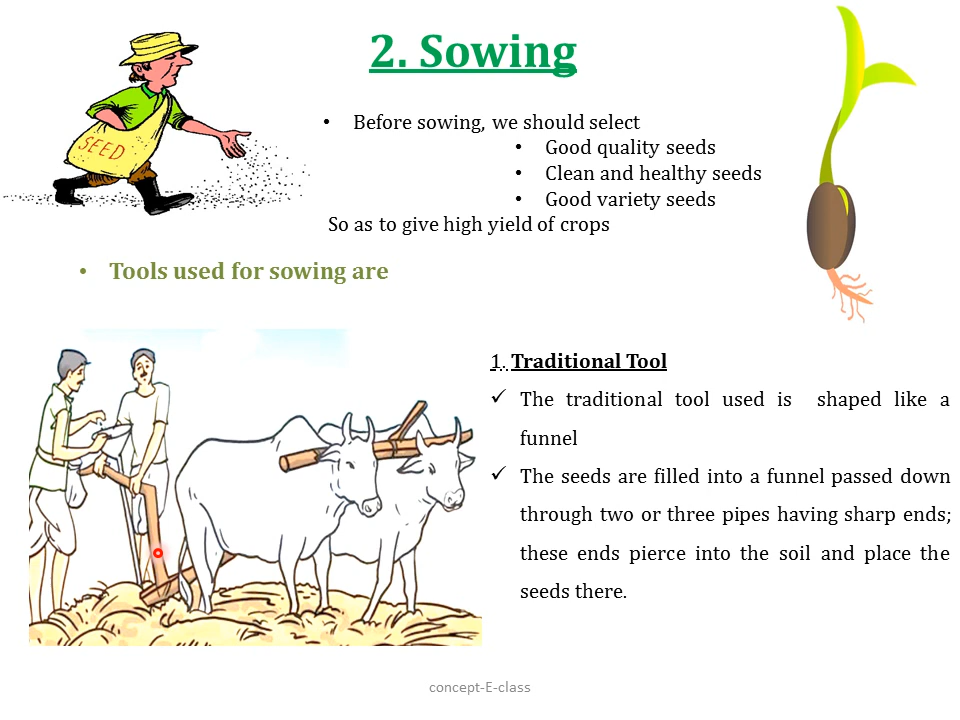 2. Sowing
SEED
• Before sowing, we should select
• Good quality seeds
• Clean and healthy seeds
• Good variety seeds
So as to give high yield of crops
• Tools used for sowing are
1. Traditional Tool
✓ The traditional tool used is shaped like a
funnel
✓ The seeds are filled into a funnel passed down
through two or three pipes having sharp ends;
these ends pierce into the soil and place the
seeds there.
concept-E-class